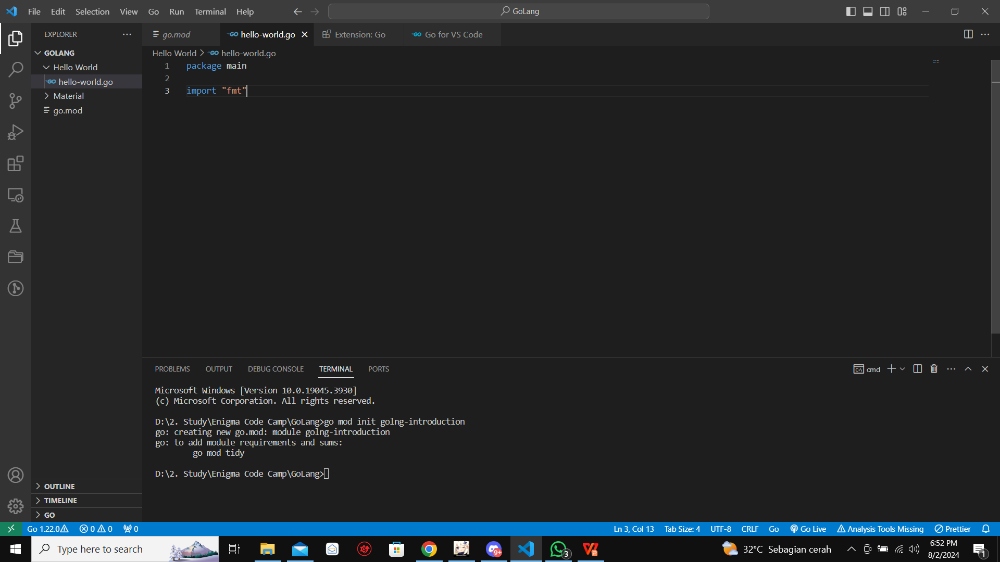 File Edit Selection View Go Run Terminal Help
GoLang
EXPLORER
GOLANG
Hello World
GO hello-world.go
Material
go.mod
OUTLINE
TIMELINE
GO
go.mod
GO hello-world.go
Extension: Go
GO Go for VS Code
Hello World > GO hello-world.go
1 package main
2
3 import "fmt"
PROBLEMS OUTPUT DEBUG CONSOLE TERMINAL PORTS
cmd
Microsoft Windows [Version 10.0.19045.3930]
(c) Microsoft Corporation. All rights reserved.
D:\2. Study\Enigma Code Camp\GoLang>go mod init golng-introduction
go: creating new go.mod: module golng-introduction
go: to add module requirements and sums:
go mod tidy
D:\2. Study\Enigma Code Camp\GoLang>
Go 1.22.0 0 0 0
Ln 3, Col 13 Tab Size: 4 UTF-8 CRLF Go Go Live Analysis Tools Missing Prettier
Type here to search
9+
3
32°C Sebagian cerah
6:52 PM
8/2/2024
1